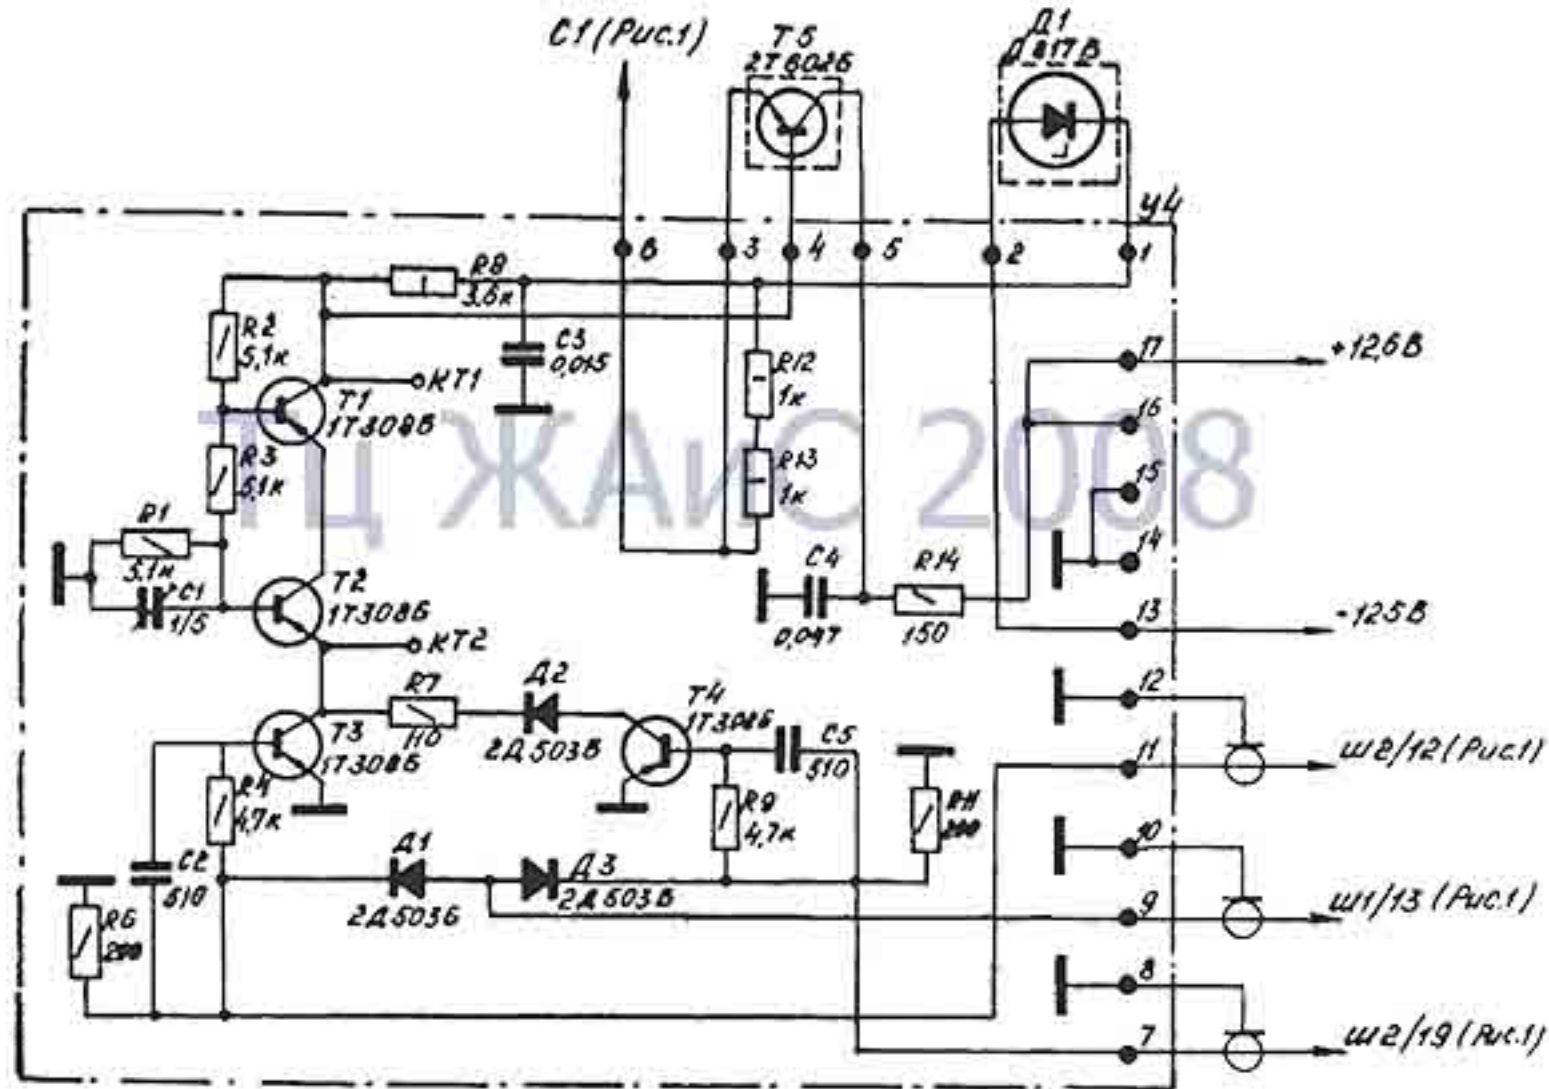 С1 (Рис.1)
Т5
2Т602Б
Д1
Д817В
У4
6
3
4
5
2
1
R8
3,6к
R2
5,1к
С3
0,015
КТ1
Т1
1Т308Б
R12
1к
17
+12,6В
16
ТЦ ЖАиС 2008
R3
5,1к
R13
1к
15
R1
5,1к
С1
1/5
Т2
1Т308Б
С4
0,047
R14
150
14
13
-125В
КТ2
R7
110
Д2
2Д503В
Т4
1Т308Б
С5
510
12
Т3
1Т308Б
11
Ш2/12 (Рис.1)
R4
4,7к
R9
4,7к
R11
200
10
С2
510
Д1
2Д503Б
Д3
2Д503В
9
Ш1/13 (Рис.1)
R6
200
8
7
Ш2/19 (Рис.1)